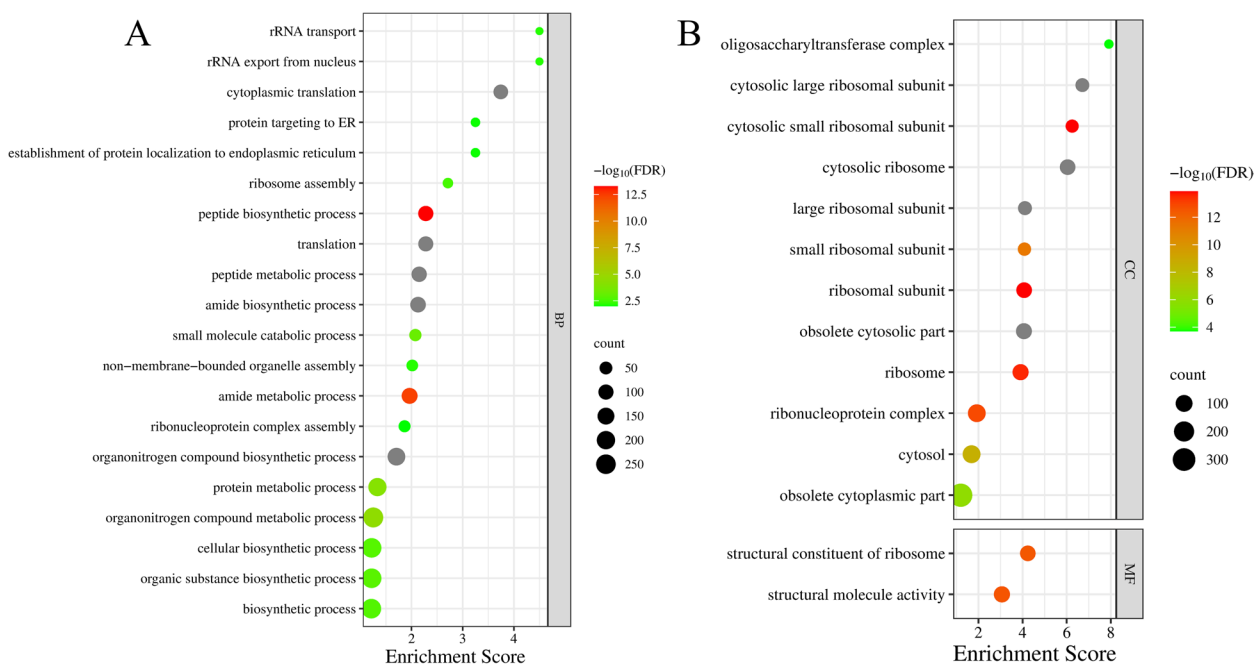 A
rRNA transport
rRNA export from nucleus
cytoplasmic translation
protein targeting to ER
establishment of protein localization to endoplasmic reticulum
ribosome assembly
peptide biosynthetic process
translation
peptide metabolic process
amide biosynthetic process
small molecule catabolic process
non−membrane−bounded organelle assembly
amide metabolic process
ribonucleoprotein complex assembly
organonitrogen compound biosynthetic process
protein metabolic process
organonitrogen compound metabolic process
cellular biosynthetic process
organic substance biosynthetic process
biosynthetic process
2 3 4
Enrichment Score
BP
−log10(FDR)
12.5
10.0
7.5
5.0
2.5
count
50
100
150
200
250
B
oligosaccharyltransferase complex
cytosolic large ribosomal subunit
cytosolic small ribosomal subunit
cytosolic ribosome
large ribosomal subunit
small ribosomal subunit
ribosomal subunit
obsolete cytosolic part
ribosome
ribonucleoprotein complex
cytosol
obsolete cytoplasmic part
CC
structural constituent of ribosome
structural molecule activity
MF
2 4 6 8
Enrichment Score
−log10(FDR)
12
10
8
6
4
count
100
200
300